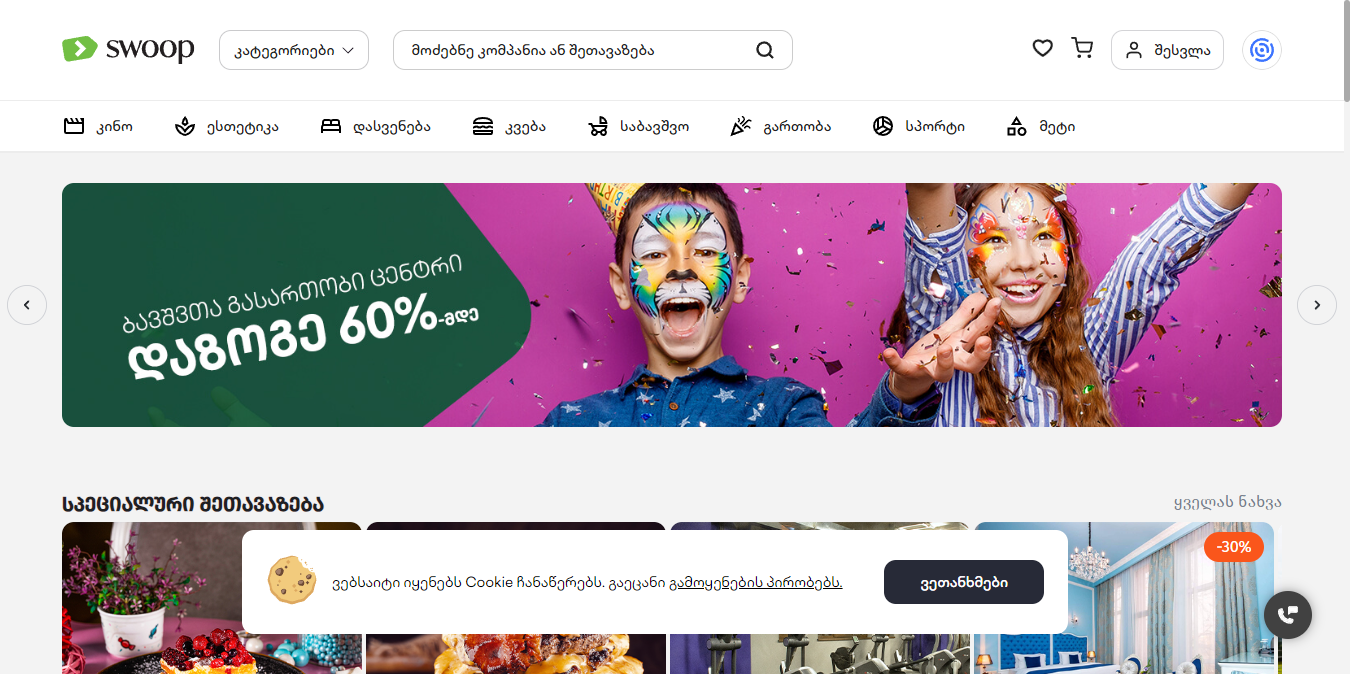 swoop
კატეგორიები
მოძებნე კომპანია ან შეთავაზება
შესვლა
კინო
ესთეტიკა
დასვენება
კვება
საბავშვო
გართობა
სპორტი
მეტი
ბავშვთა გასართობი ცენტრი
დაზოგე 60%-მდე
სპეციალური შეთავაზება
ყველას ნახვა
-30%
ვებსაიტი იყენებს Cookie ჩანაწერებს. გაეცანი გამოყენების პირობებს.
ვეთანხმები